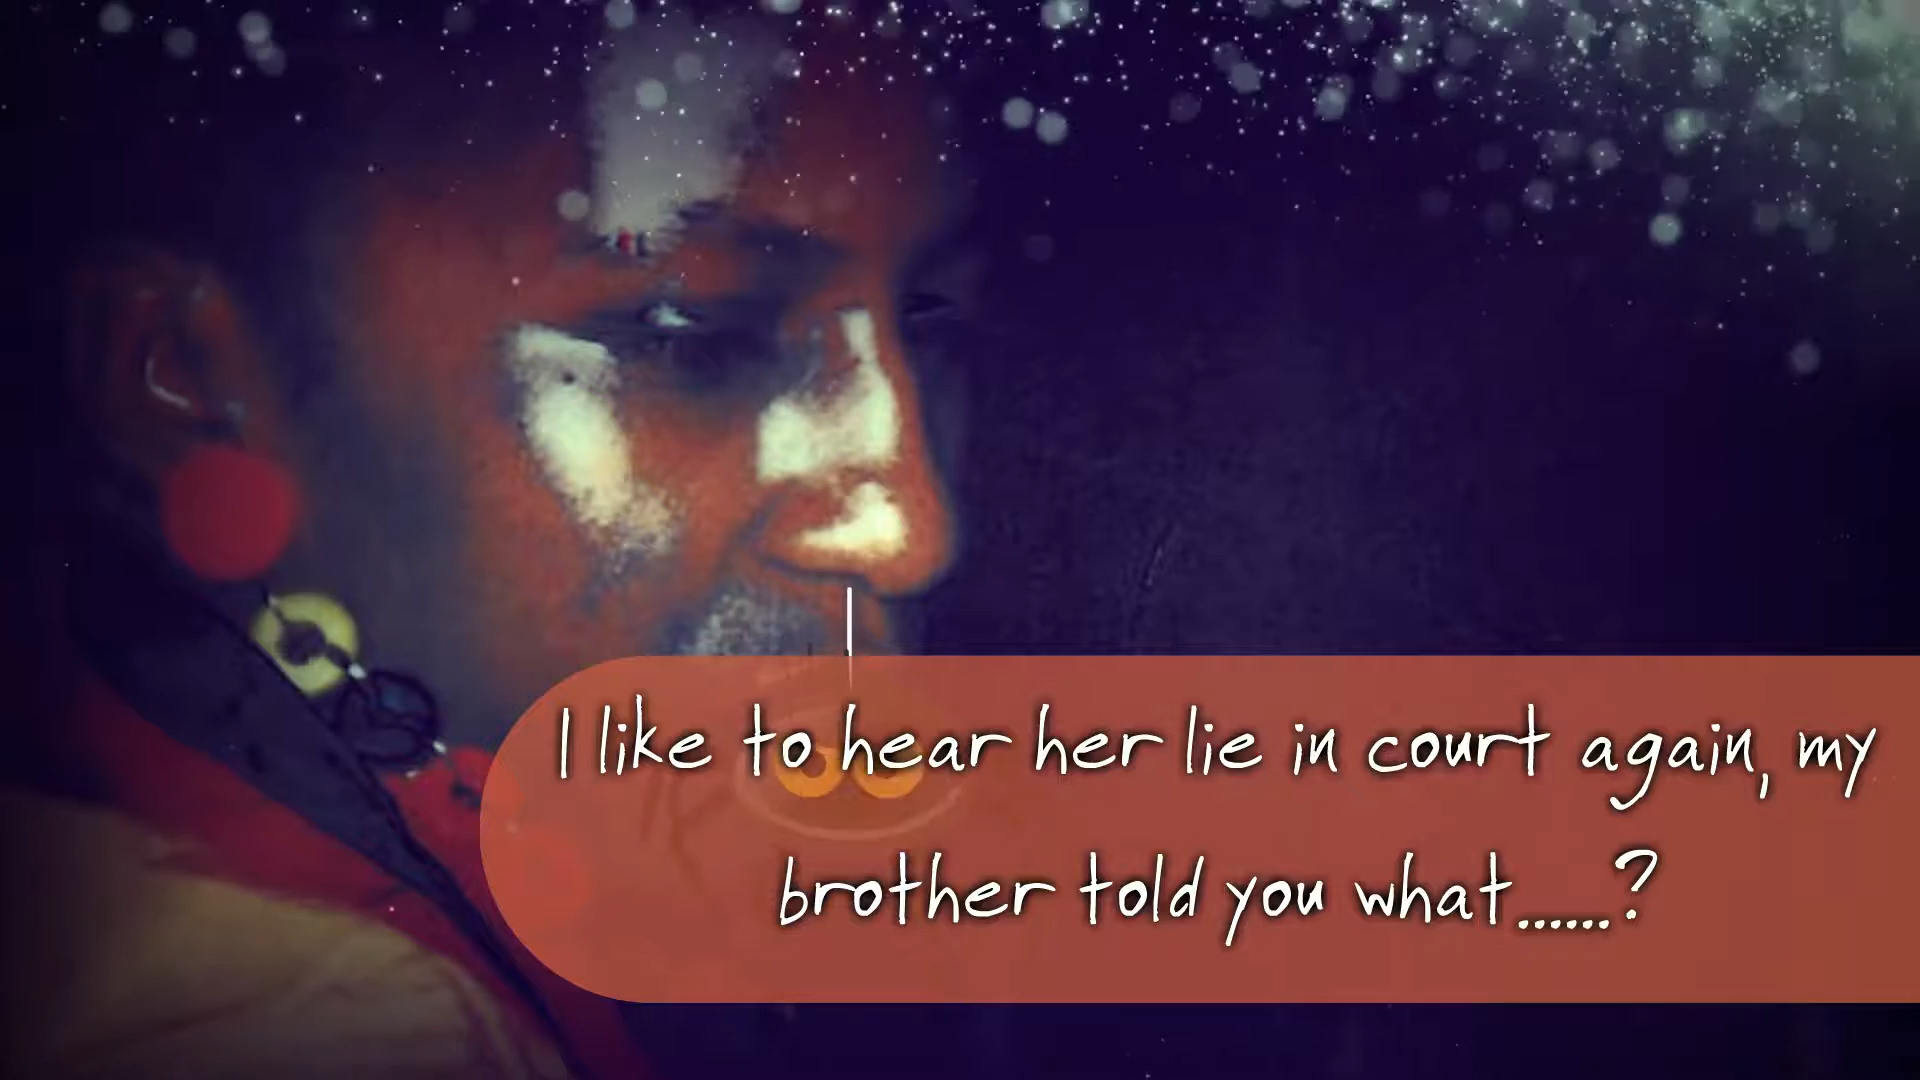 I like to hear her lie in court again, my
brother told you what......?